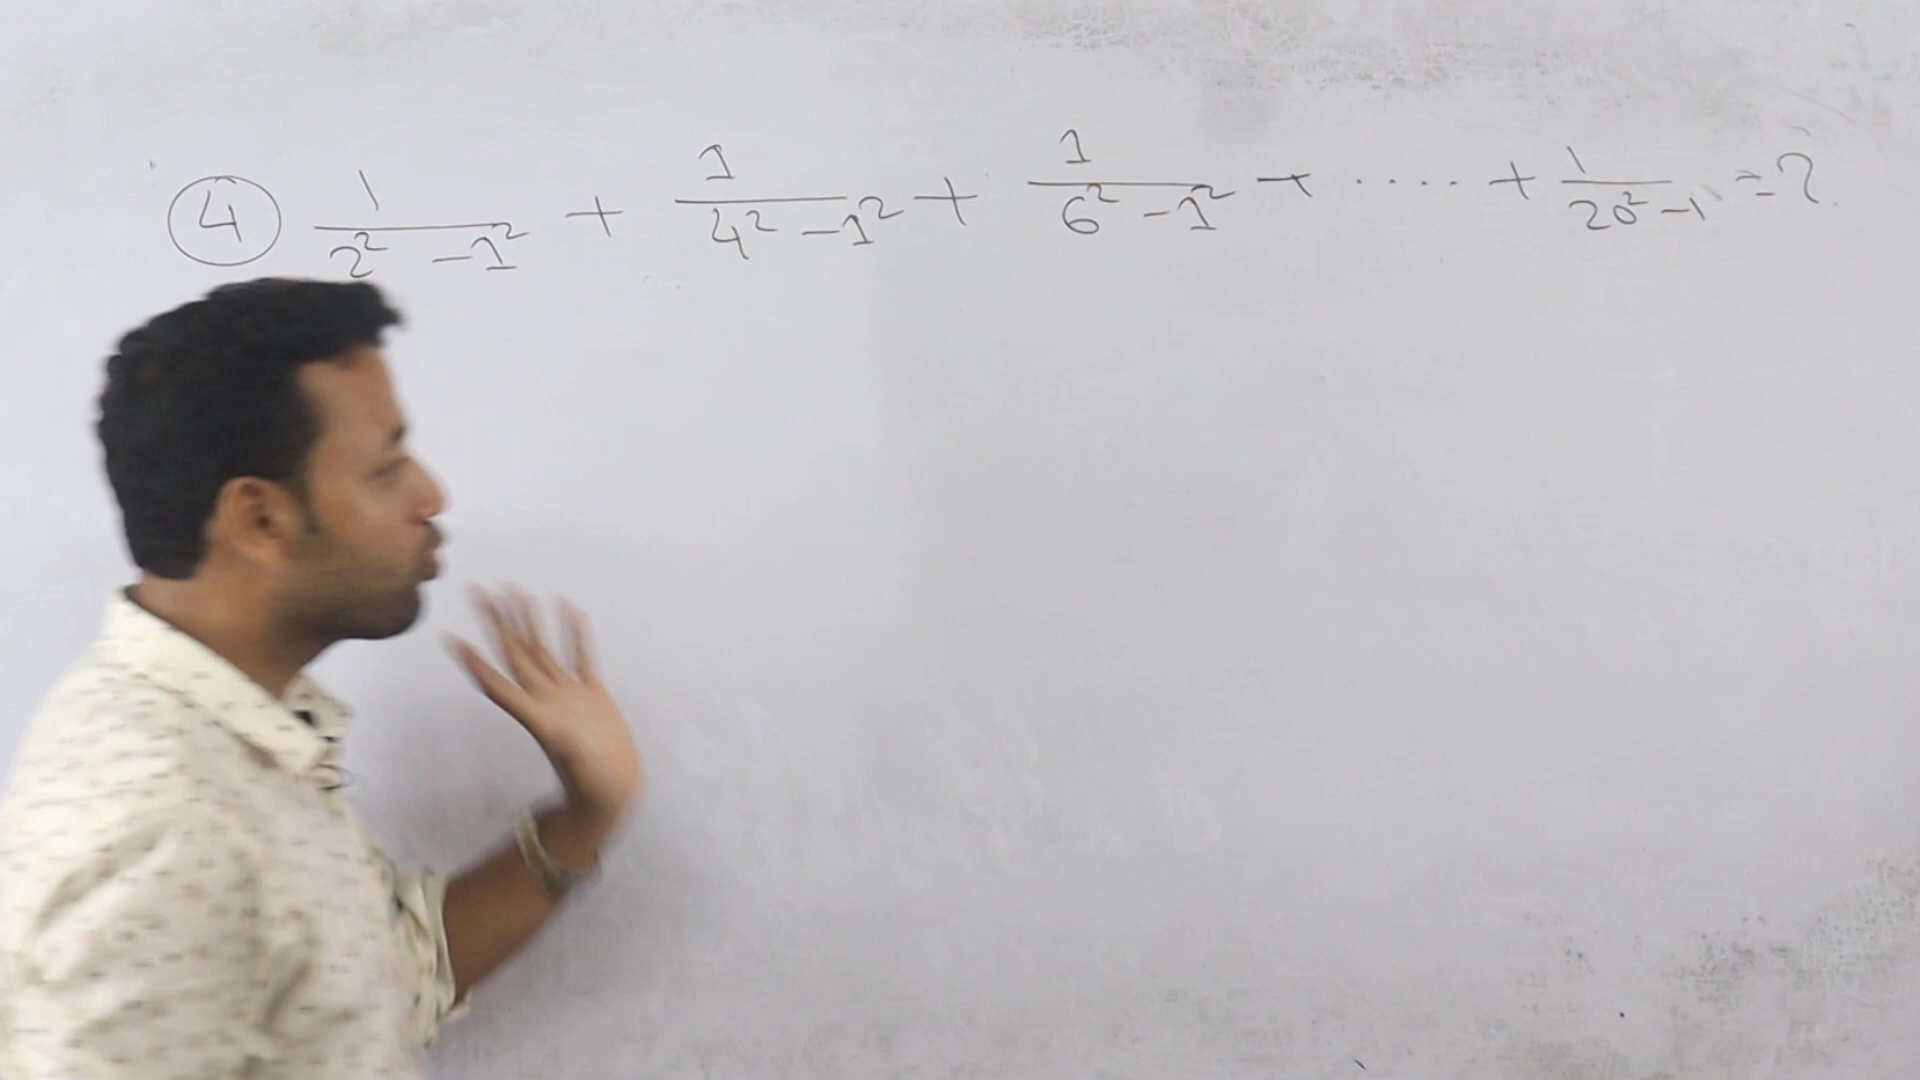 ④ 1/(2² - 1²) + 1/(4² - 1²) + 1/(6² - 1²) + .... + 1/(20² - 1) = ?